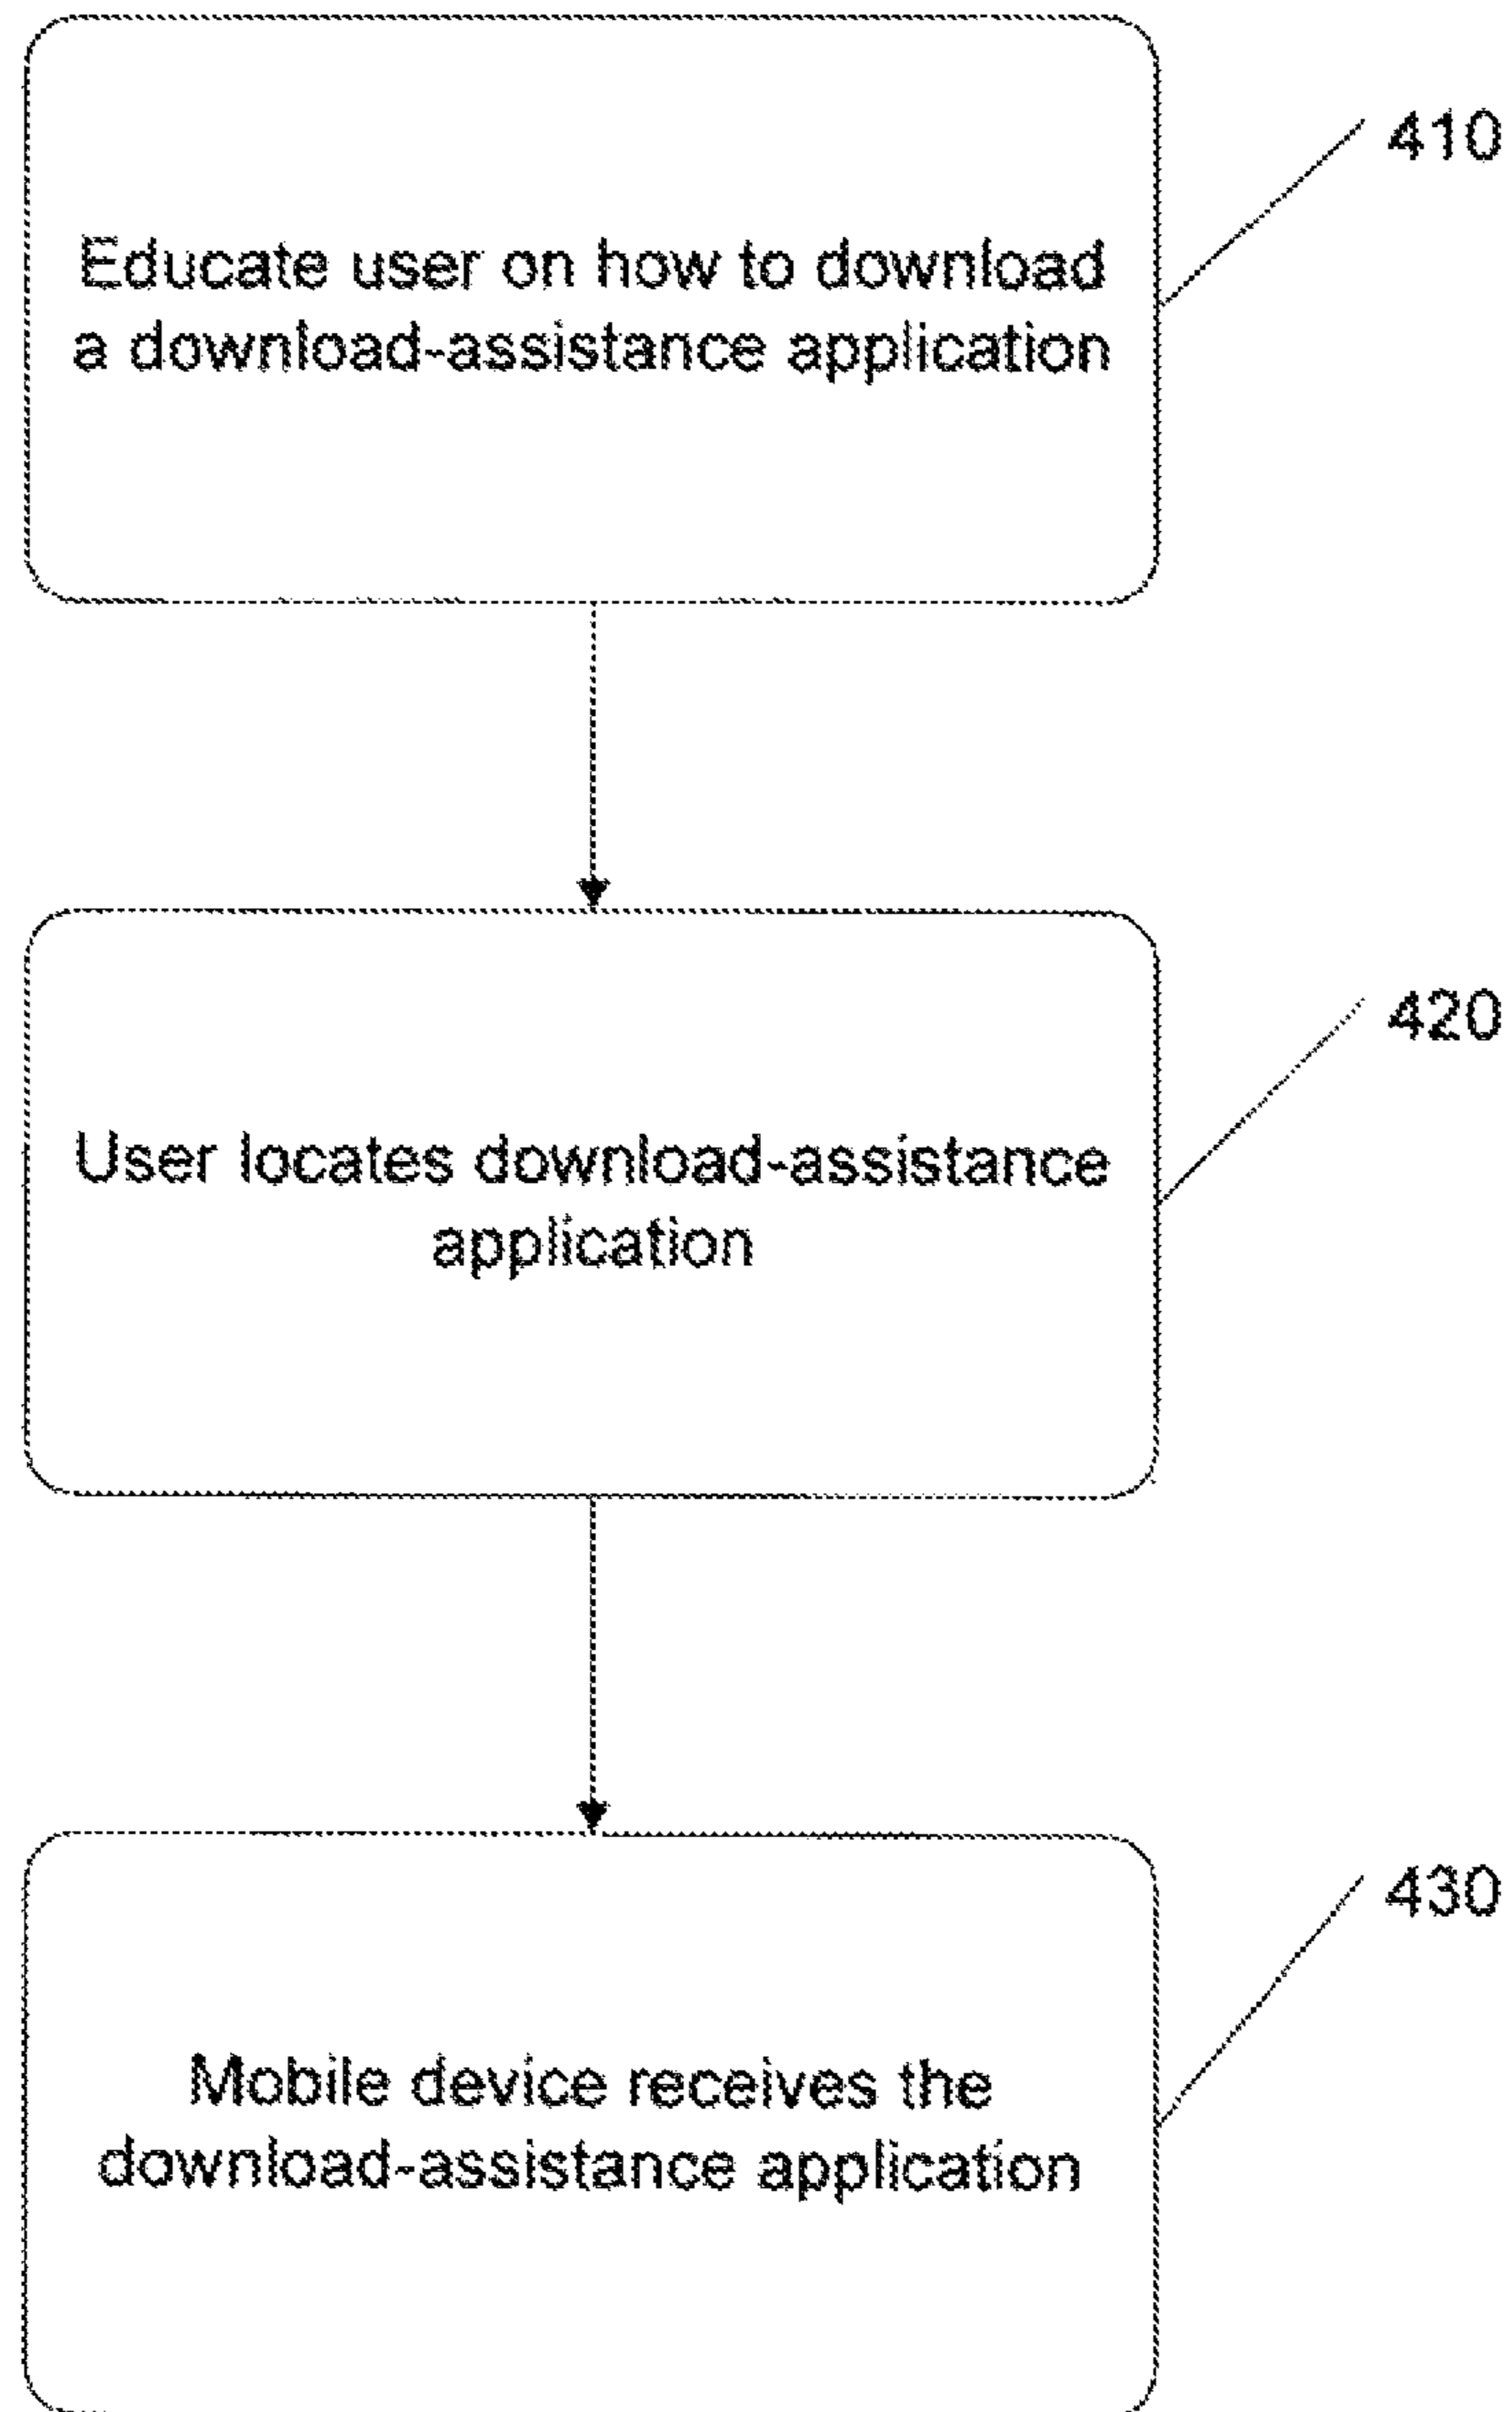 410
Educate user on how to download
a download-assistance application
420
User locates download-assistance
application
430
Mobile device receives the
download-assistance application